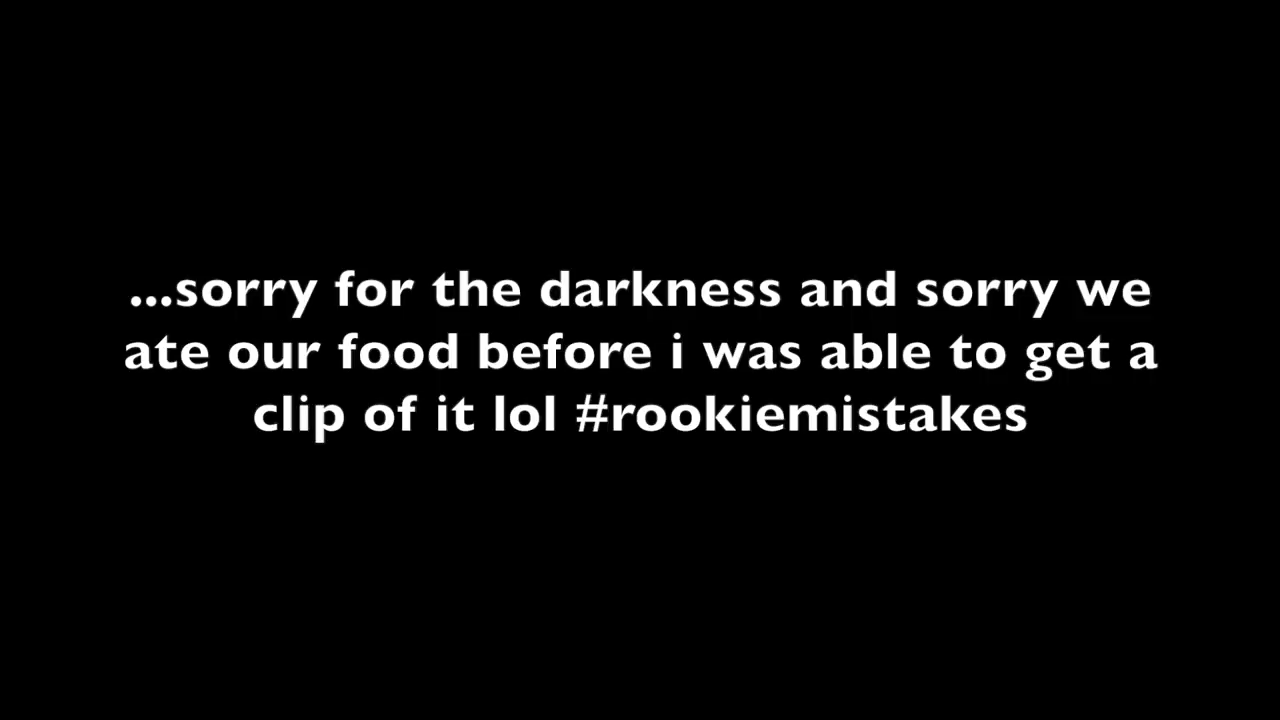 ...sorry for the darkness and sorry we
ate our food before i was able to get a
clip of it lol #rookiemistakes